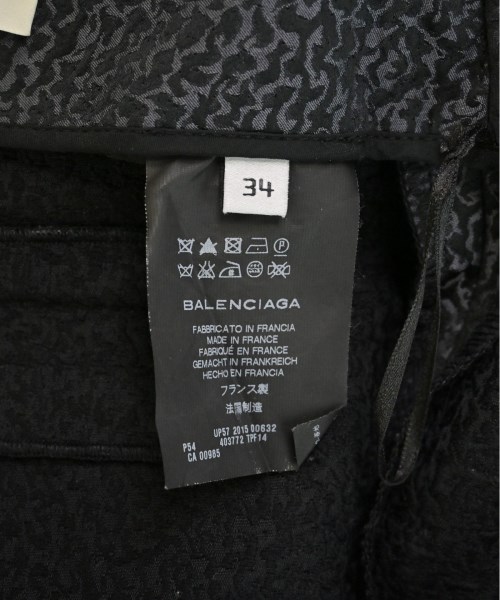 34
BALENCIAGA
FABBRICATO IN FRANCIA
MADE IN FRANCE
FABRIQUÉ EN FRANCE
GEMACHT IN FRANKREICH
HECHO EN FRANCIA
フランス製
法国制造
UP57 2015 00632
P54 403772 TPF14
CA 00985